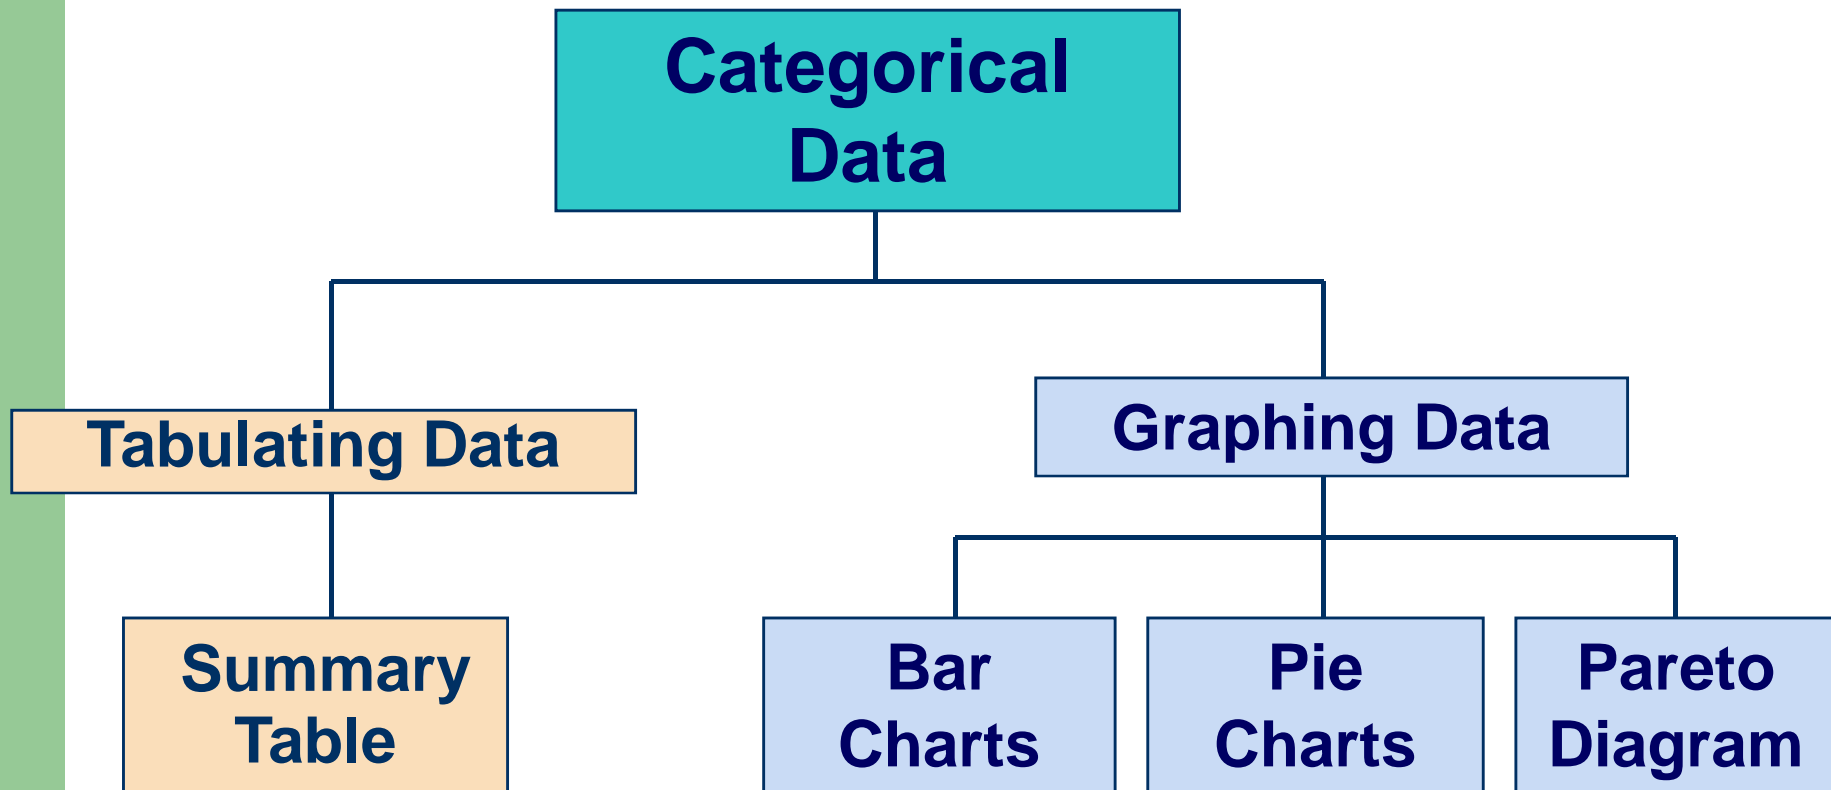 Categorical
Data
Tabulating Data
Graphing Data
Summary
Table
Bar
Charts
Pie
Charts
Pareto
Diagram